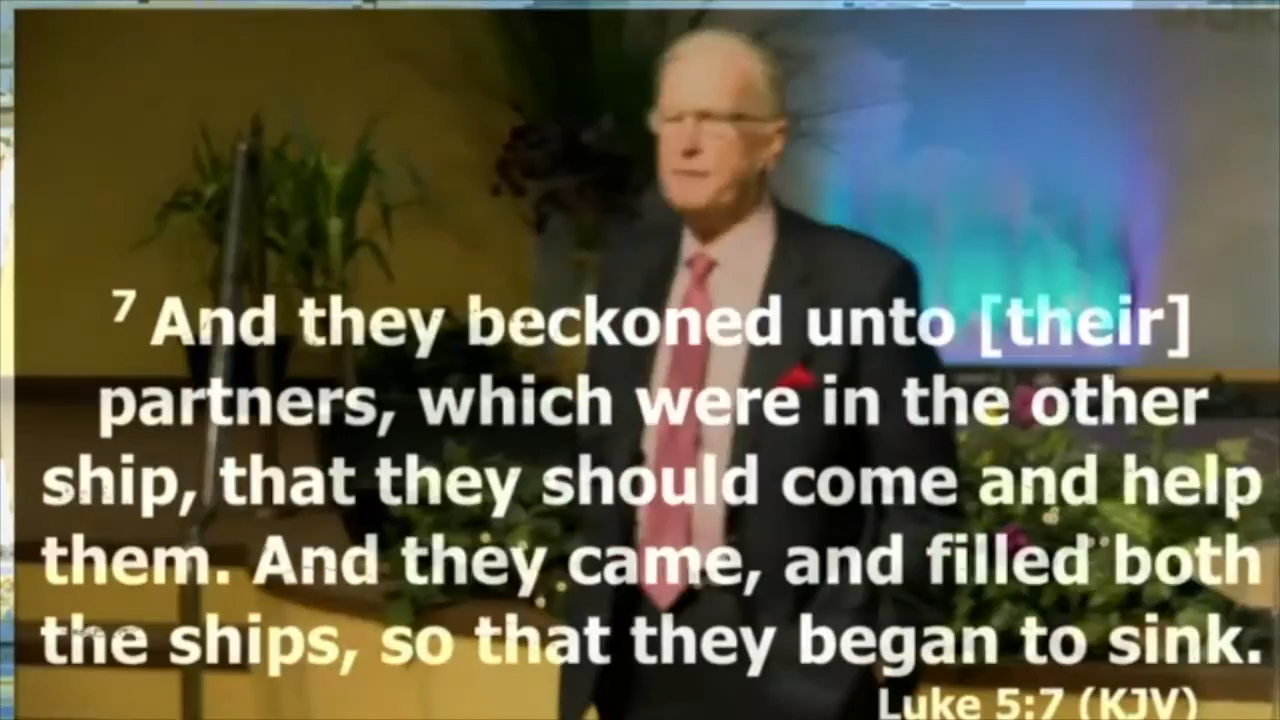 7 And they beckoned unto [their]
partners, which were in the other
ship, that they should come and help
them. And they came, and filled both
the ships, so that they began to sink.
Luke 5:7 (KJV)